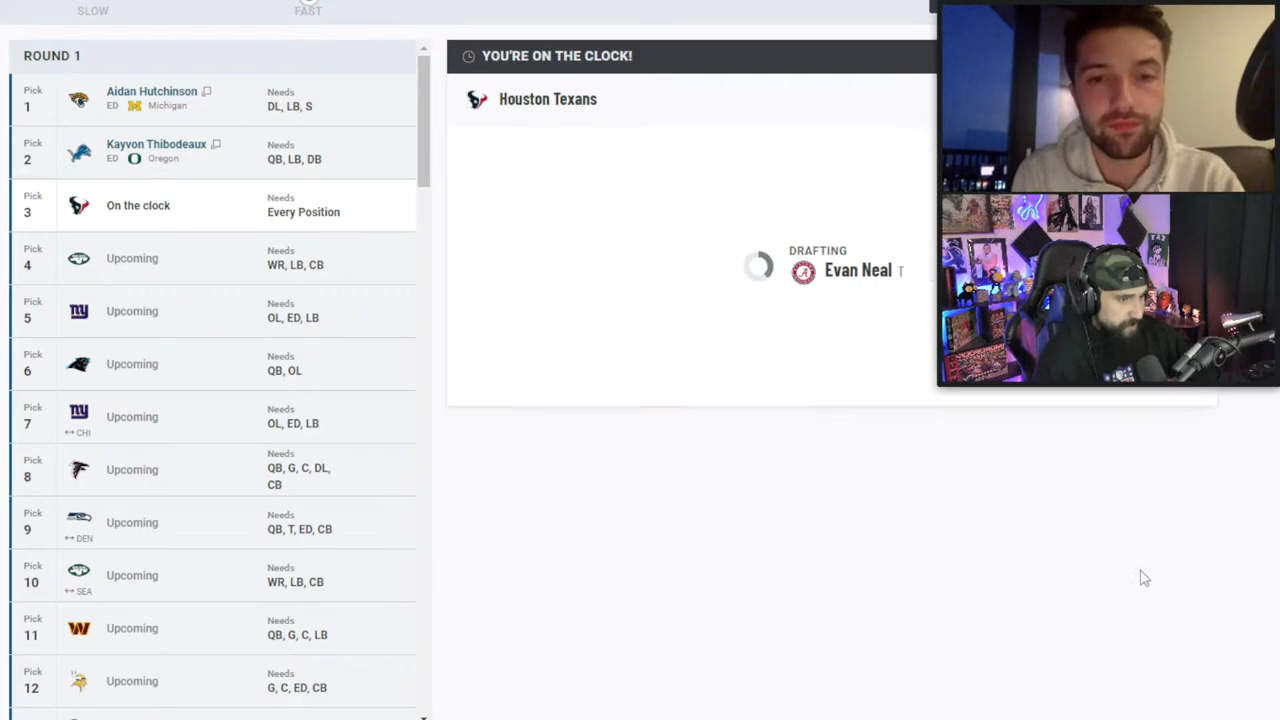 SLOW
FAST
ROUND 1
Pick
1
Aidan Hutchinson
ED Michigan
Needs
DL, LB, S
Pick
2
Kayvon Thibodeaux
ED Oregon
Needs
QB, LB, DB
Pick
3
On the clock
Needs
Every Position
Pick
4
Upcoming
Needs
WR, LB, CB
Pick
5
Upcoming
Needs
OL, ED, LB
Pick
6
Upcoming
Needs
QB, OL
Pick
7
CHI
Upcoming
Needs
OL, ED, LB
Pick
8
Upcoming
Needs
QB, G, C, DL,
CB
Pick
9
DEN
Upcoming
Needs
QB, T, ED, CB
Pick
10
SEA
Upcoming
Needs
WR, LB, CB
Pick
11
Upcoming
Needs
QB, G, C, LB
Pick
12
Upcoming
Needs
G, C, ED, CB
YOU'RE ON THE CLOCK!
Houston Texans
DRAFTING
Evan Neal T